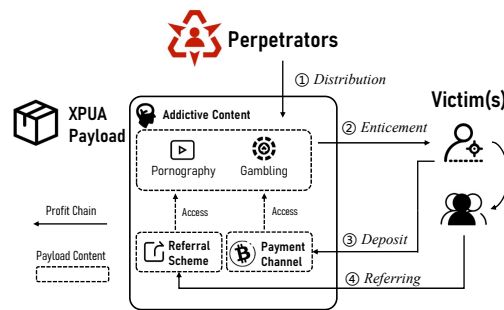 Perpetrators
① Distribution
XPUA
Payload
Victim(s)
Addictive Content
② Enticement
Pornography
Gambling
Profit Chain
Access
Access
Payload Content
Referral
Scheme
Payment
Channel
③ Deposit
④ Referring